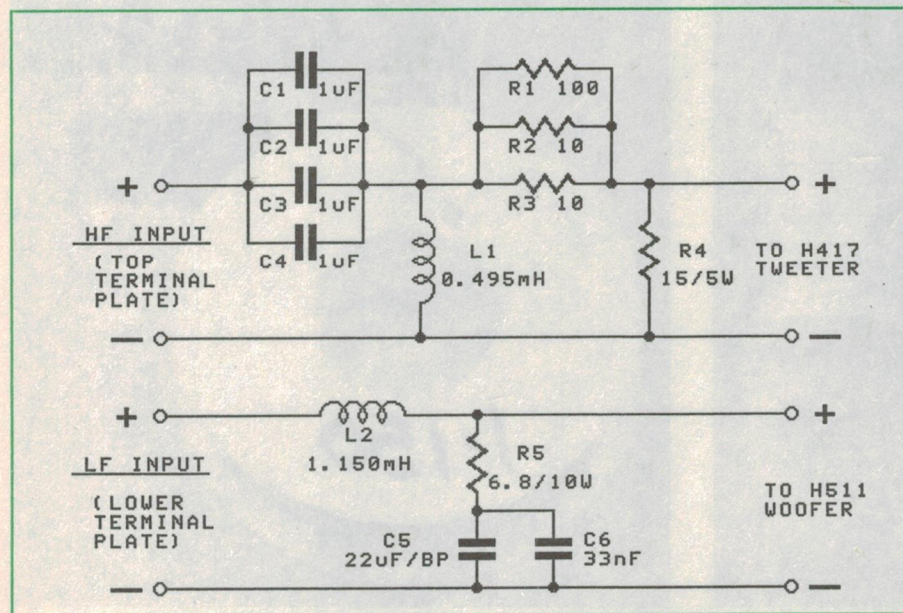 C1 1uF
R1 100
C2 1uF
R2 10
C3 1uF
R3 10
C4 1uF
+
+
HF INPUT
(TOP
TERMINAL
PLATE)
L1
0.495mH
R4
15/5W
TO H417
TWEETER
—
—
+
+
L2
1.150mH
LF INPUT
(LOWER
TERMINAL
PLATE)
R5
6.8/10W
TO H511
WOOFER
C5
22uF/BP
C6
33nF
—
—